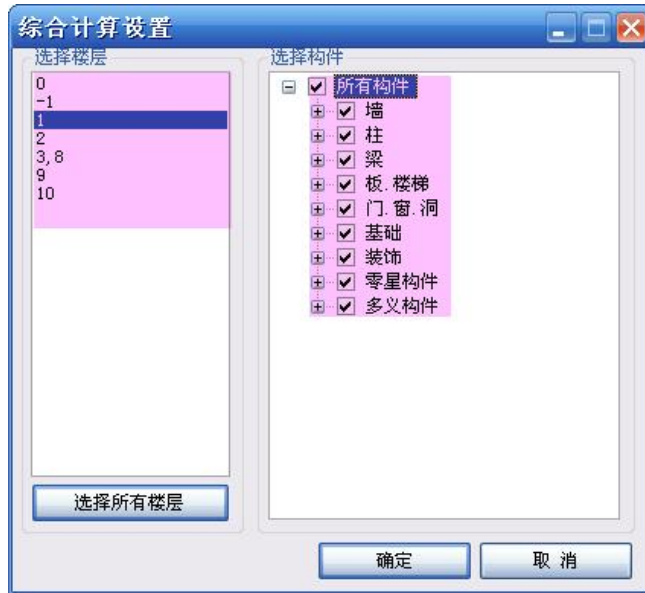 综合计算设置
选择楼层
0
-1
1
2
3,8
9
10
选择所有楼层
选择构件
所有构件
墙
柱
梁
板.楼梯
门.窗.洞
基础
装饰
零星构件
多义构件
确定
取 消